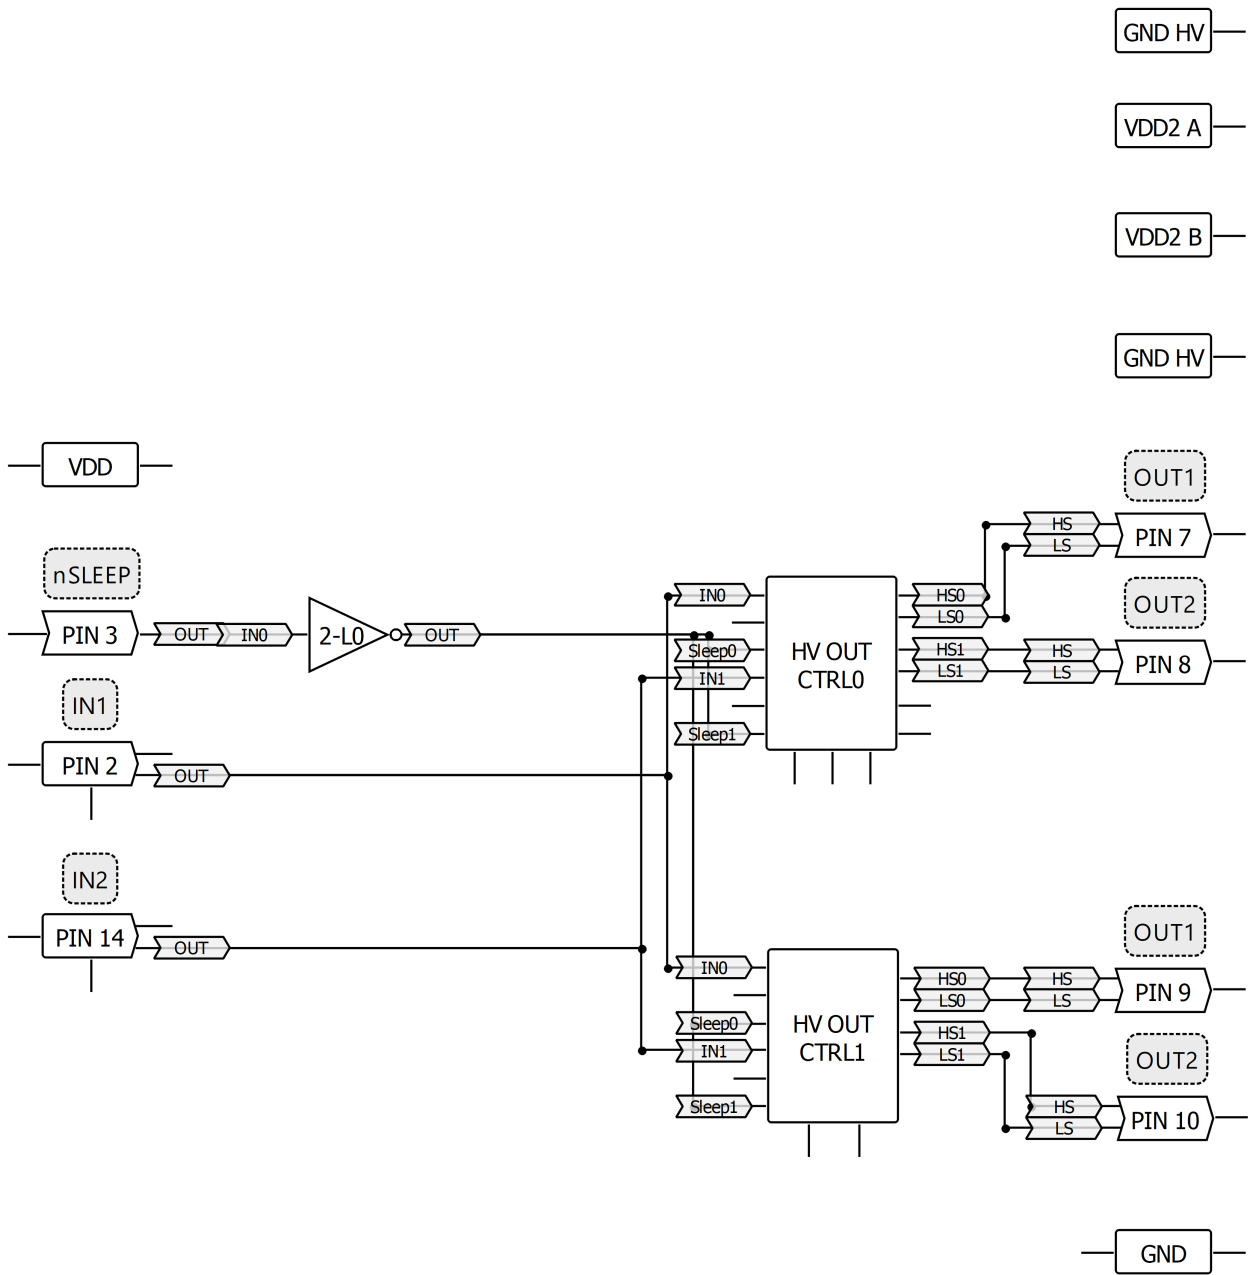 GND HV
VDD2 A
VDD2 B
GND HV
VDD
OUT1
HS
LS
PIN 7
nSLEEP
PIN 3
OUT
IN0
2-L0
OUT
IN0
Sleep0
IN1
Sleep1
HV OUT
CTRL0
HS0
LS0
HS1
LS1
OUT2
HS
LS
PIN 8
IN1
PIN 2
OUT
IN2
PIN 14
OUT
IN0
Sleep0
IN1
Sleep1
HV OUT
CTRL1
HS0
LS0
HS1
LS1
OUT1
HS
LS
PIN 9
OUT2
HS
LS
PIN 10
GND